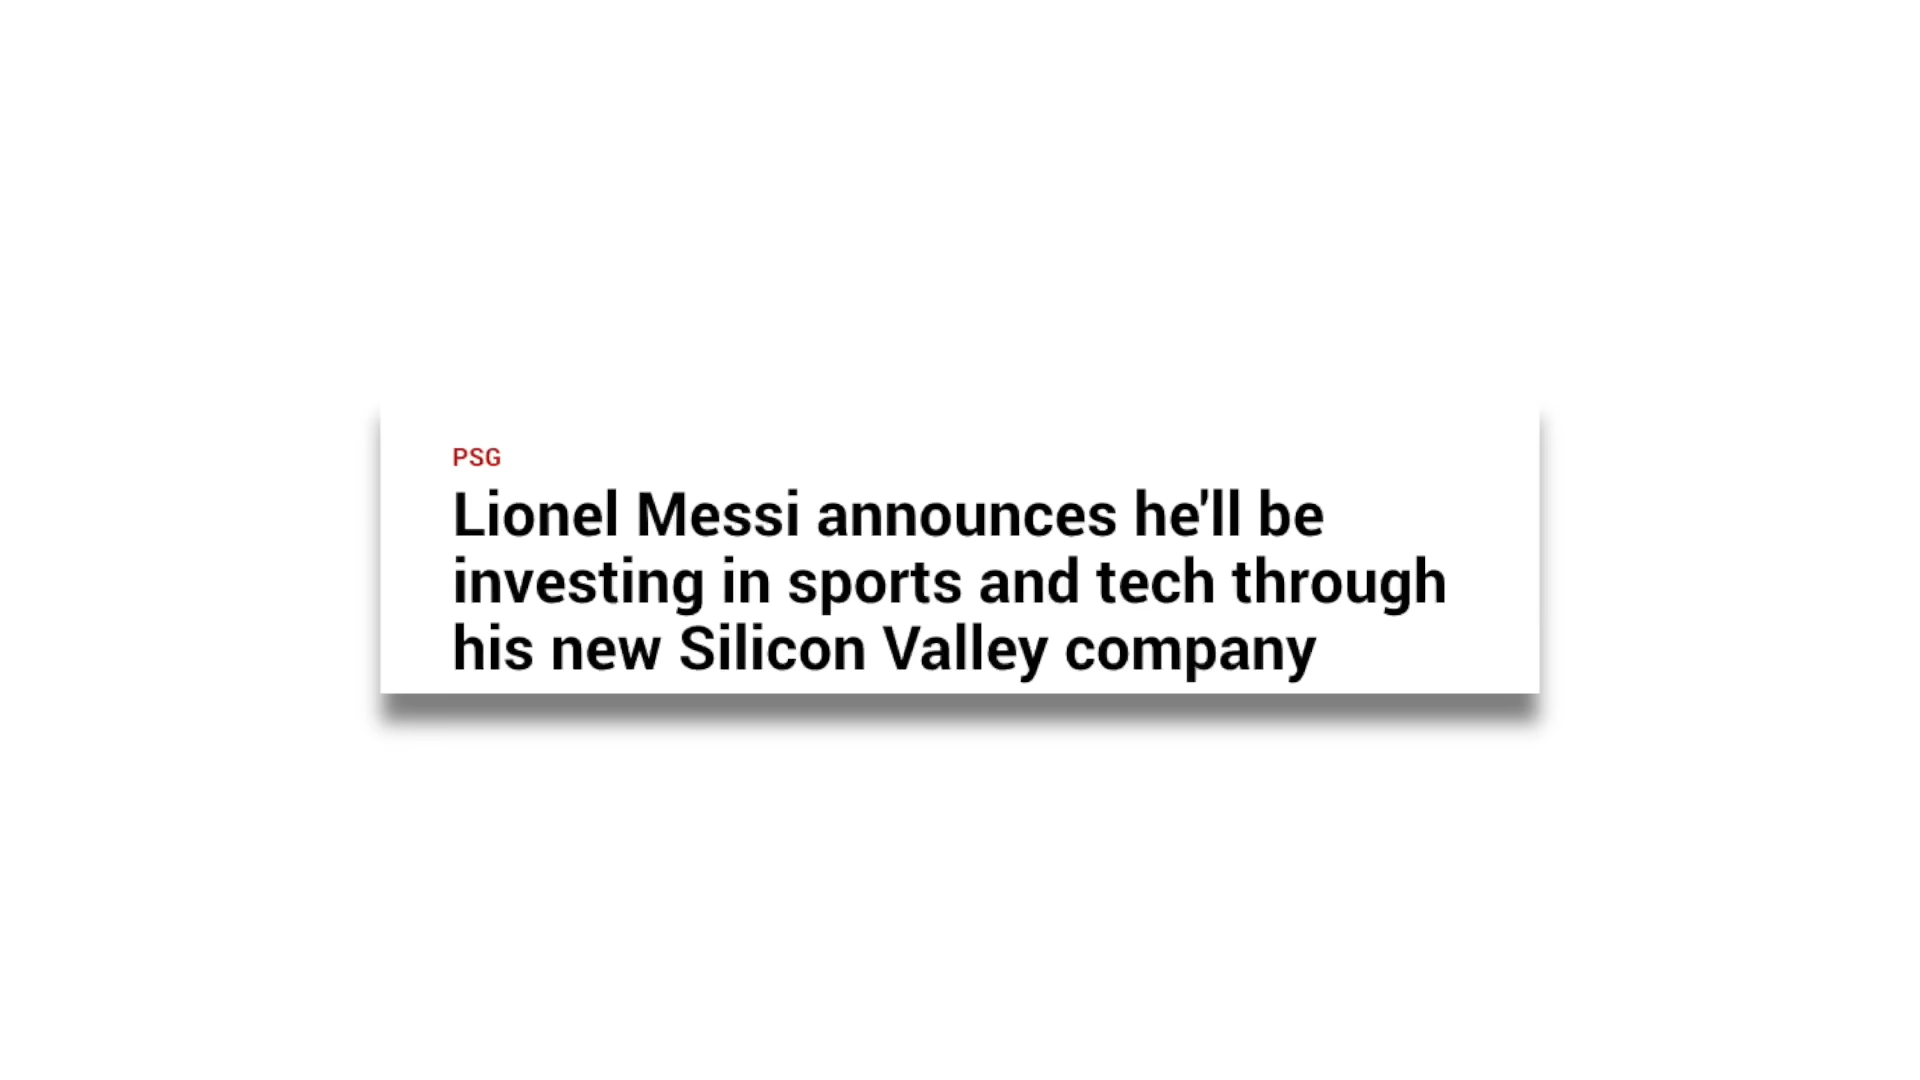 PSG
Lionel Messi announces he'll be
investing in sports and tech through
his new Silicon Valley company